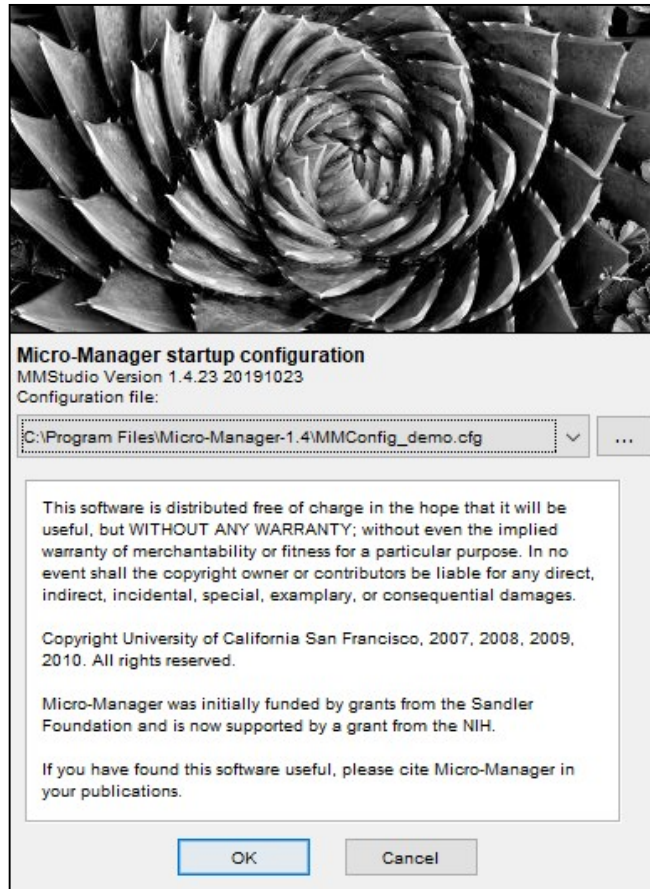 Micro-Manager startup configuration
MMStudio Version 1.4.23 20191023
Configuration file:
C:\Program Files\Micro-Manager-1.4\MMConfig_demo.cfg
...
This software is distributed free of charge in the hope that it will be
useful, but WITHOUT ANY WARRANTY; without even the implied
warranty of merchantability or fitness for a particular purpose. In no
event shall the copyright owner or contributors be liable for any direct,
indirect, incidental, special, examplary, or consequential damages.
Copyright University of California San Francisco, 2007, 2008, 2009,
2010. All rights reserved.
Micro-Manager was initially funded by grants from the Sandler
Foundation and is now supported by a grant from the NIH.
If you have found this software useful, please cite Micro-Manager in
your publications.
OK Cancel